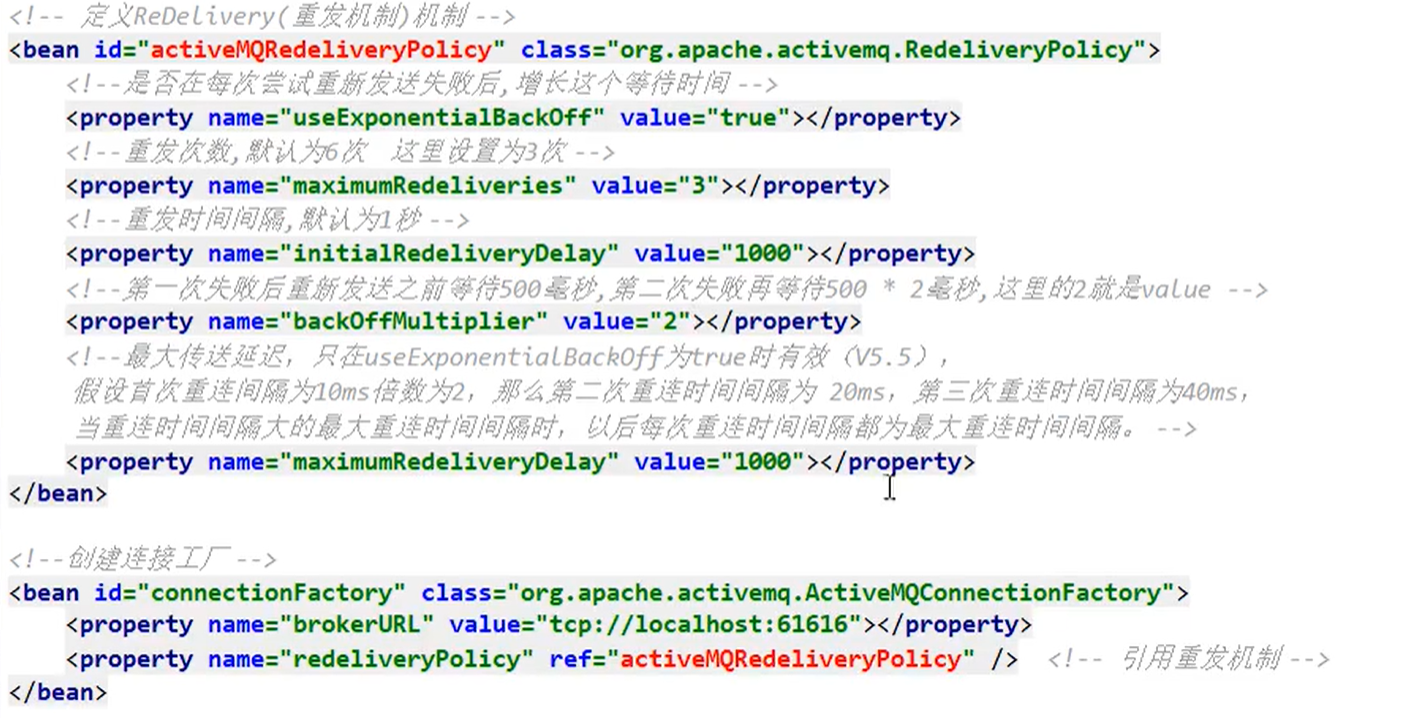 <!-- 定义ReDelivery(重发机制)机制 -->
<bean id="activeMQRedeliveryPolicy" class="org.apache.activemq.RedeliveryPolicy">
<!--是否在每次尝试重新发送失败后,增长这个等待时间 -->
<property name="useExponentialBackOff" value="true"></property>
<!--重发次数,默认为6次 这里设置为3次 -->
<property name="maximumRedeliveries" value="3"></property>
<!--重发时间间隔,默认为1秒 -->
<property name="initialRedeliveryDelay" value="1000"></property>
<!--第一次失败后重新发送之前等待500毫秒,第二次失败再等待500 * 2毫秒,这里的2就是value -->
<property name="backOffMultiplier" value="2"></property>
<!--最大传送延迟，只在useExponentialBackOff为true时有效（V5.5），
假设首次重连间隔为10ms倍数为2，那么第二次重连时间间隔为 20ms，第三次重连时间间隔为40ms，
当重连时间间隔大的最大重连时间间隔时，以后每次重连时间间隔都为最大重连时间间隔。 -->
<property name="maximumRedeliveryDelay" value="1000"></property>
</bean>
<!--创建连接工厂 -->
<bean id="connectionFactory" class="org.apache.activemq.ActiveMQConnectionFactory">
<property name="brokerURL" value="tcp://localhost:61616"></property>
<property name="redeliveryPolicy" ref="activeMQRedeliveryPolicy" /> <!-- 引用重发机制 -->
</bean>